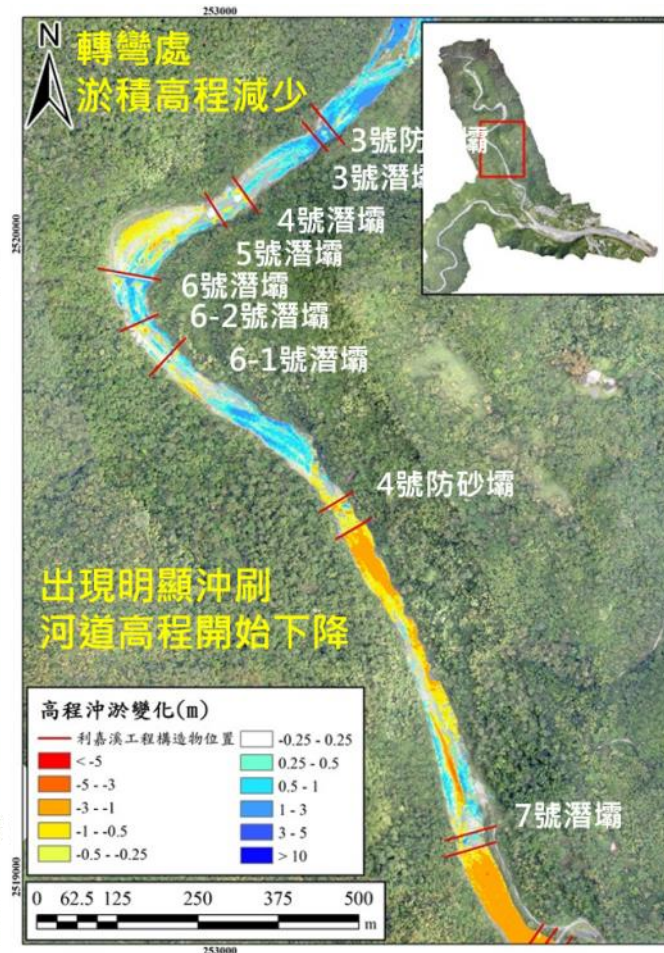 253000
N
轉彎處
淤積高程減少
3號防砂壩
3號潛壩
4號潛壩
2520000
5號潛壩
6號潛壩
6-2號潛壩
6-1號潛壩
4號防砂壩
出現明顯沖刷
河道高程開始下降
高程沖淤變化(m)
利嘉溪工程構造物位置
< -5
-5 - -3
-3 - -1
-1 - -0.5
-0.5 - -0.25
-0.25 - 0.25
0.25 - 0.5
0.5 - 1
1 - 3
3 - 5
> 10
7號潛壩
2519000
0 62.5 125 250 375 500
m
253000